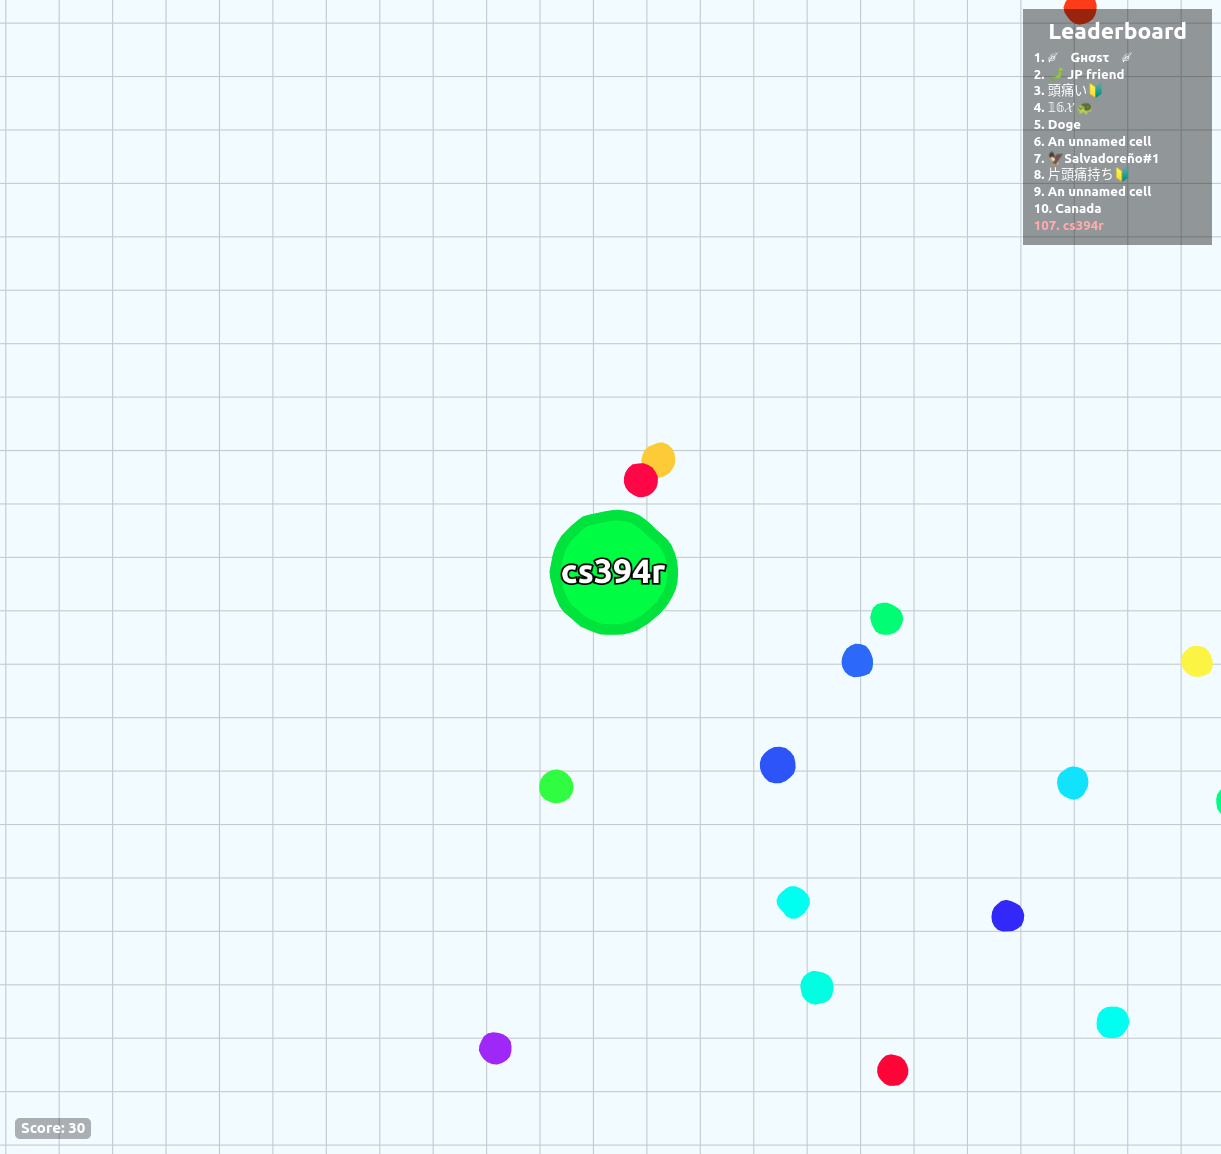 Leaderboard
1. Gʜσsτ
2. JP friend
3. 頭痛い🔰
4. 𝟙𝟞𝓧 🐢
5. Doge
6. An unnamed cell
7. 🦅Salvadoreño#1
8. 片頭痛持ち🔰
9. An unnamed cell
10. Canada
107. cs394r
cs394r
Score: 30